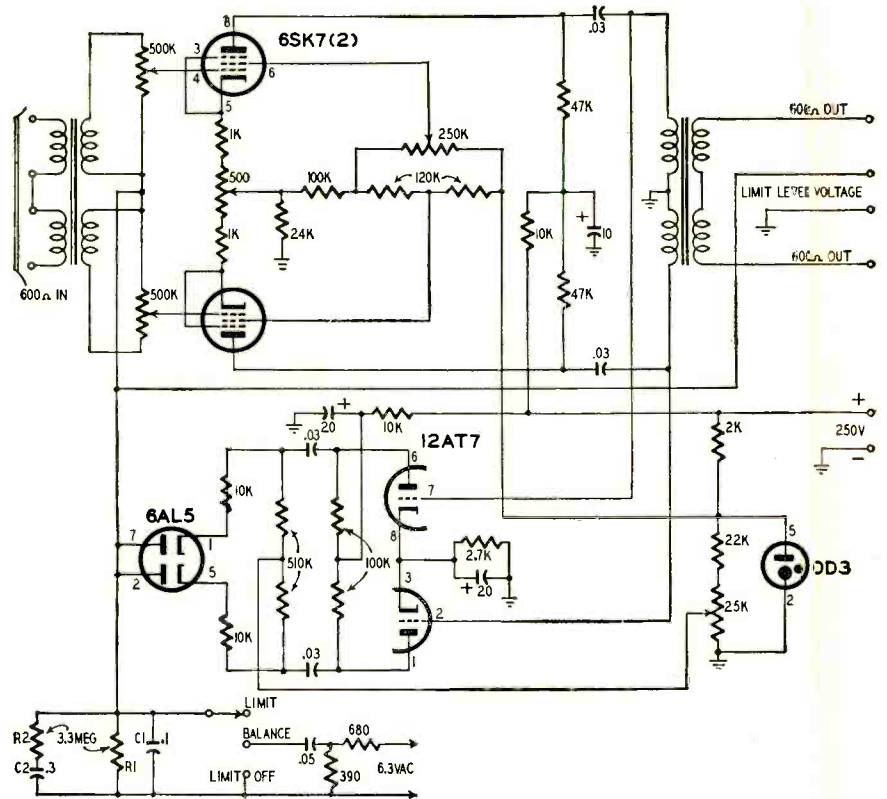 8
6SK7(2)
.03
500K
3
4
6
5
47K
1K
250K
600Ω OUT
500
100K
120K
LIMIT LEVEL VOLTAGE
24K
10K
+
10
1K
600Ω OUT
600Ω IN
500K
47K
.03
+
20
10K
+
250V
−
.03
12AT7
2K
6
7
10K
6AL5
8
5
7
1
510K
100K
2.7K
22K
OD3
2
5
3
+
20
25K
2
2
10K
.03
1
LIMIT
R2
3.3MEG
C1
.1
BALANCE
680
C2
.3
R1
.05
6.3VAC
LIMIT OFF
390